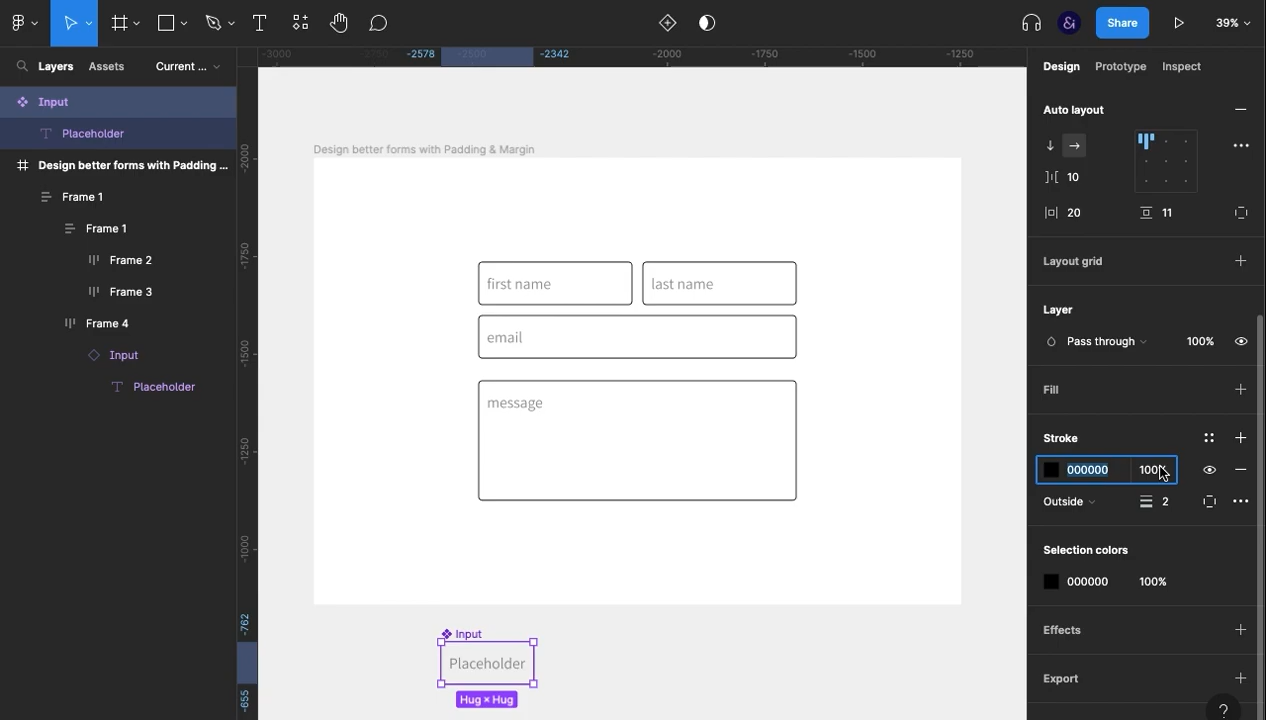 Share
39%
Layers
Assets
Current ...
-3000
-2578
-2500
-2342
-2000
-1750
-1500
-1250
Design
Prototype
Inspect
Input
Placeholder
Design better forms with Padding ...
Frame 1
Frame 1
Frame 2
Frame 3
Frame 4
Input
Placeholder
-2000
-1750
-1500
-1250
-1000
-762
-655
Design better forms with Padding & Margin
first name
last name
email
message
Input
Placeholder
Hug × Hug
Auto layout
10
20
11
Layout grid
Layer
Pass through
100%
Fill
Stroke
000000
100%
Outside
2
Selection colors
000000
100%
Effects
Export
?